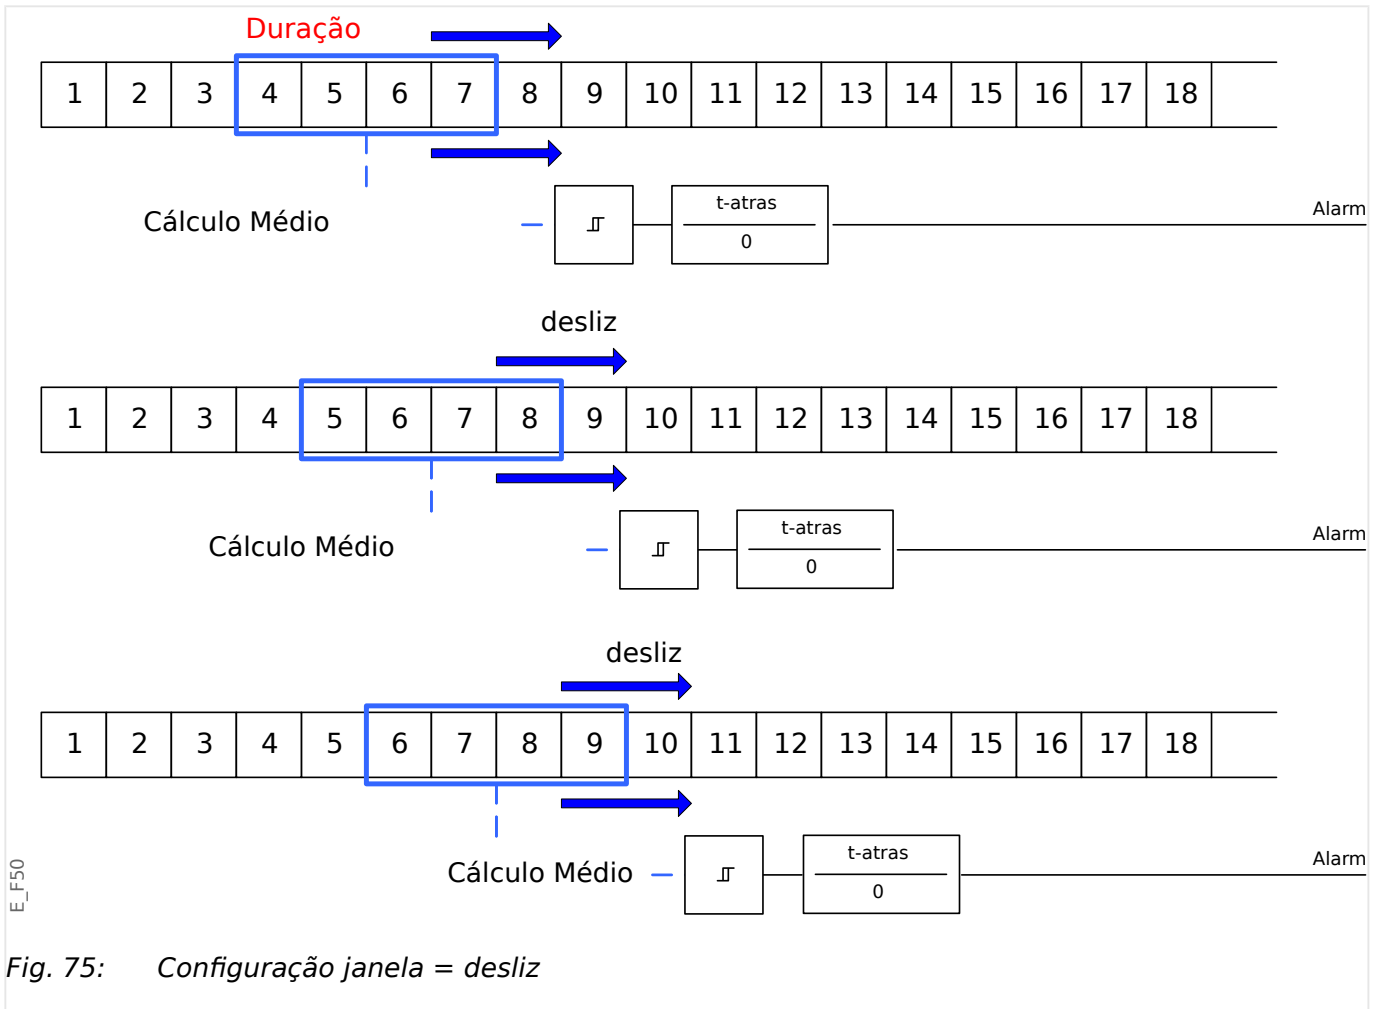 Duração
1 2 3 4 5 6 7 8 9 10 11 12 13 14 15 16 17 18
t-atras
Alarm
Cálculo Médio
0
desliz
1 2 3 4 5 6 7 8 9 10 11 12 13 14 15 16 17 18
t-atras
Alarm
Cálculo Médio
0
desliz
1 2 3 4 5 6 7 8 9 10 11 12 13 14 15 16 17 18
t-atras
Alarm
Cálculo Médio
0
E_F50
Fig. 75: Configuração janela = desliz